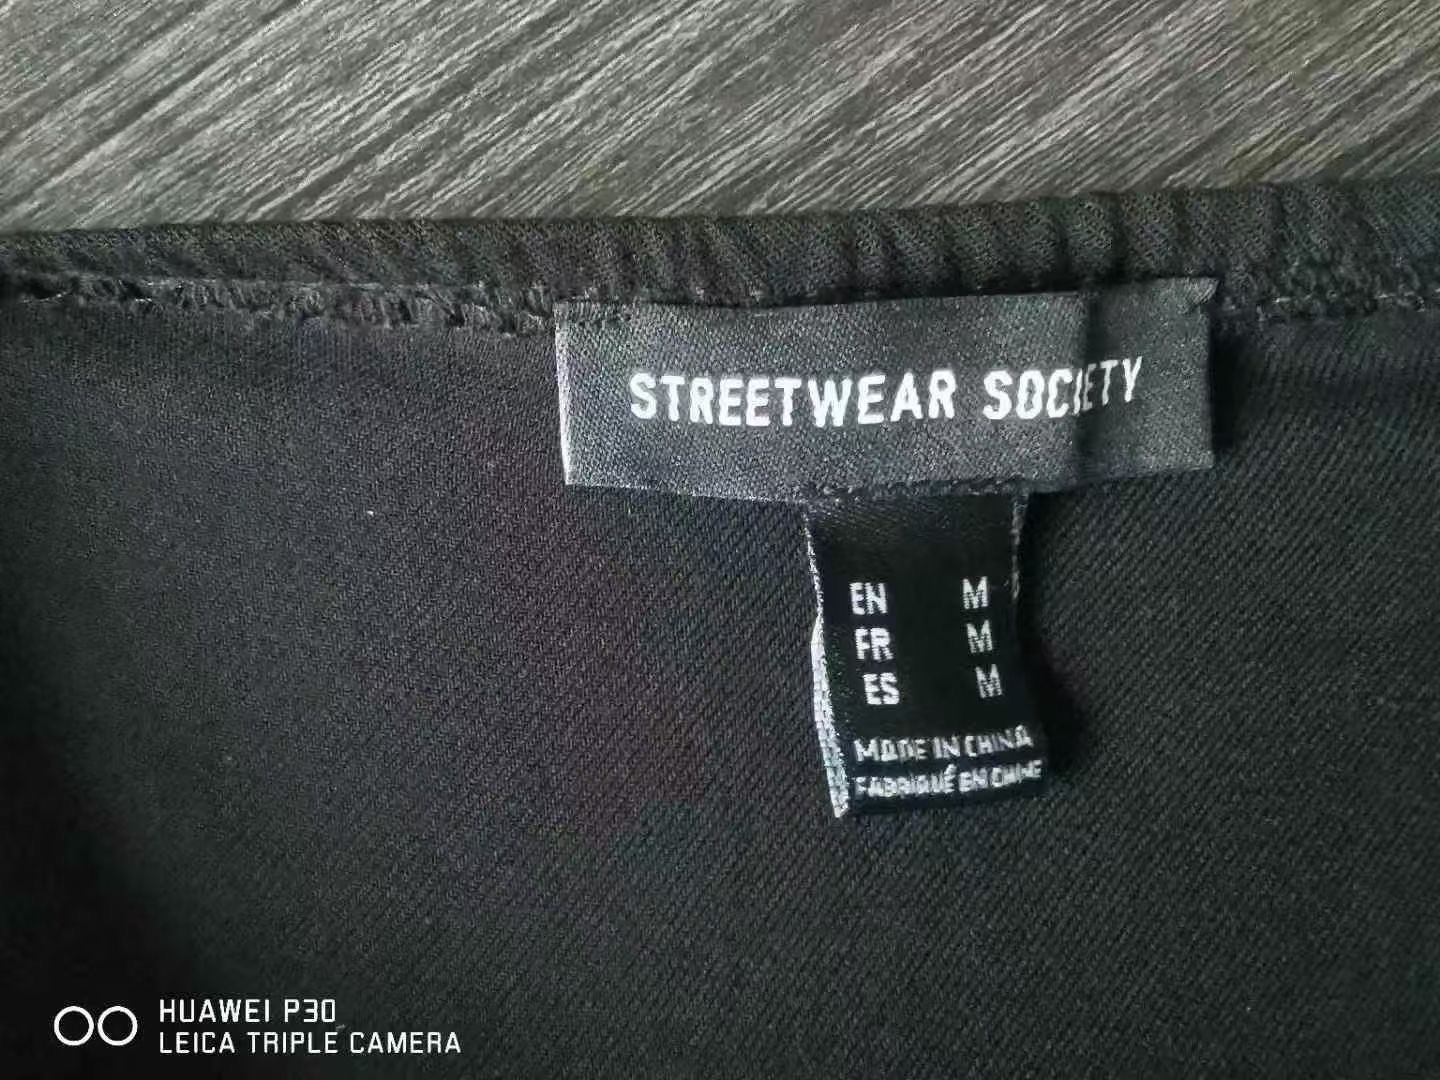 STREETWEAR SOCIETY
EN M
FR M
ES M
MADE IN CHINA
FABRIQUÉ EN CHINE
HUAWEI P30
LEICA TRIPLE CAMERA